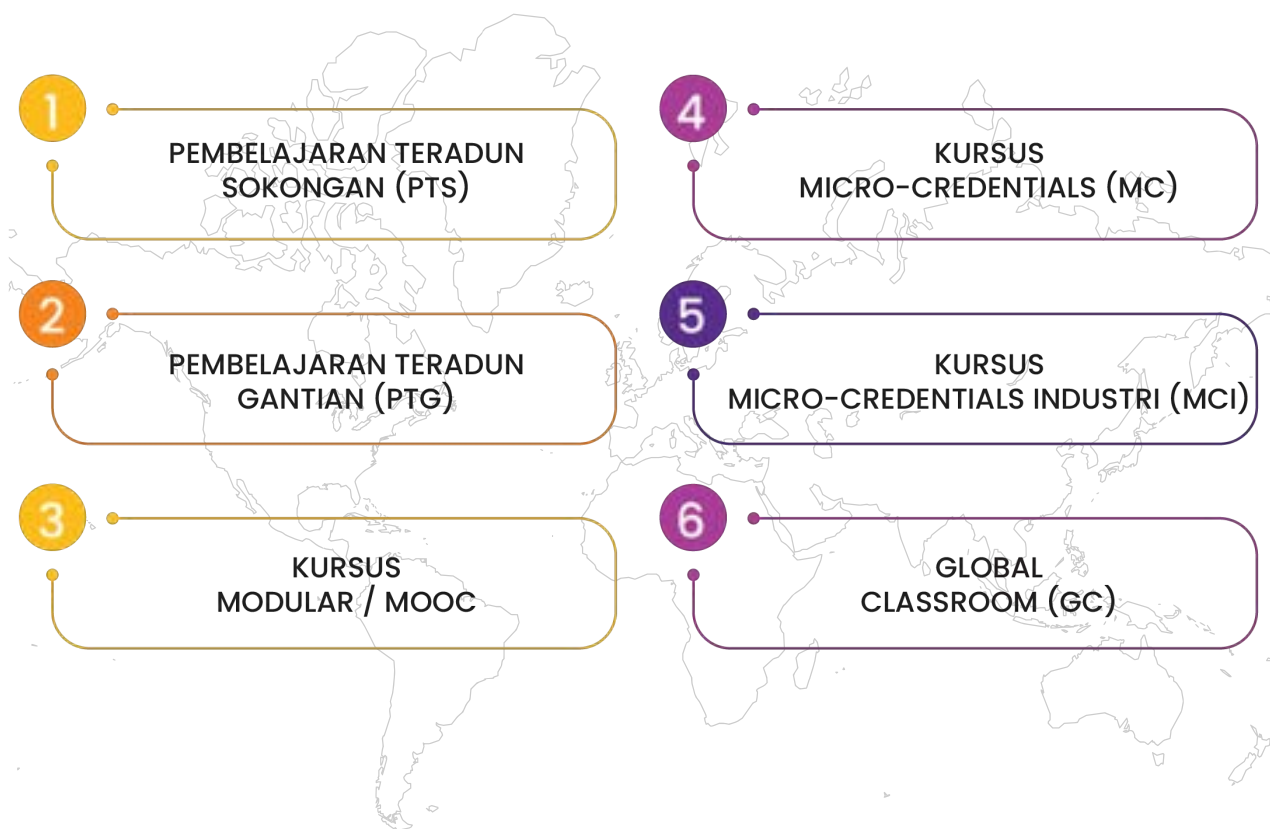 1
PEMBELAJARAN TERADUN
SOKONGAN (PTS)
2
PEMBELAJARAN TERADUN
GANTIAN (PTG)
3
KURSUS
MODULAR / MOOC
4
KURSUS
MICRO-CREDENTIALS (MC)
5
KURSUS
MICRO-CREDENTIALS INDUSTRI (MCI)
6
GLOBAL
CLASSROOM (GC)